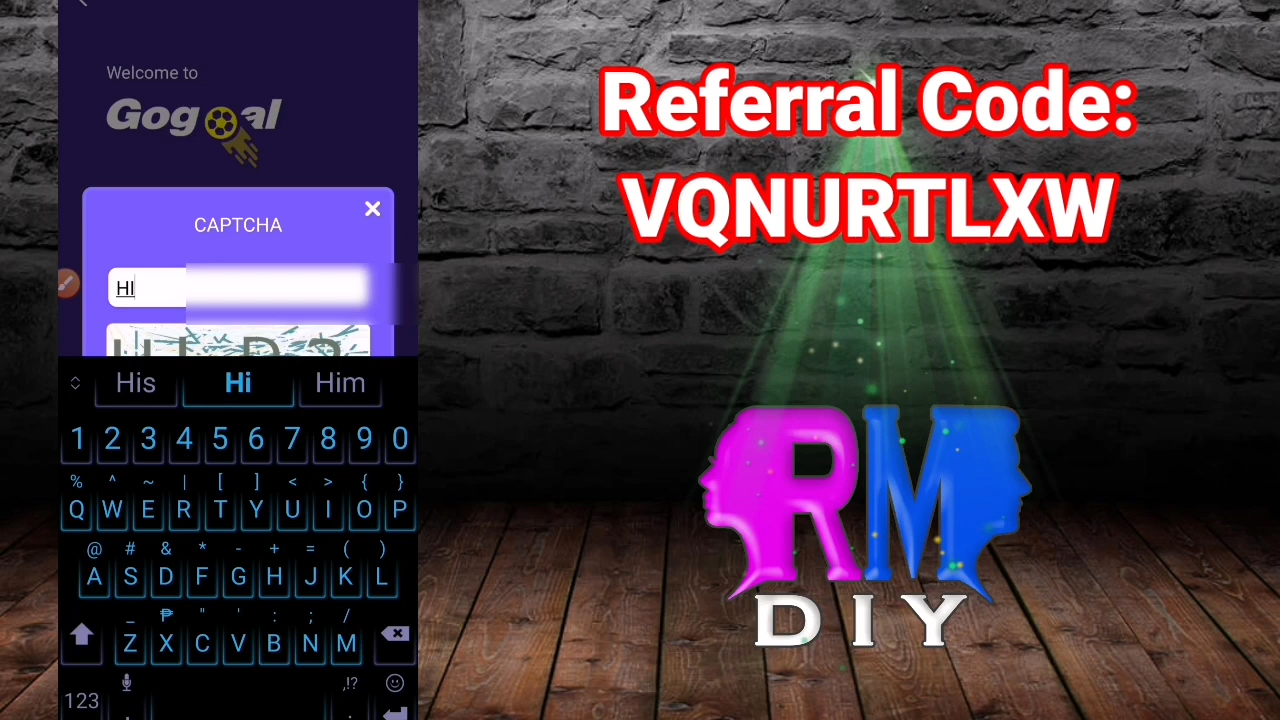 Welcome to
Gogoal
CAPTCHA
HI
His Hi Him
1 2 3 4 5 6 7 8 9 0
% ^ ~ | [ ] < > { }
Q W E R T Y U I O P
@ # & * - + = ( )
A S D F G H J K L
_ ₱ " ' : ; /
Z X C V B N M
,!?
123
Referral Code:
VQNURTLXW
RM
DIY